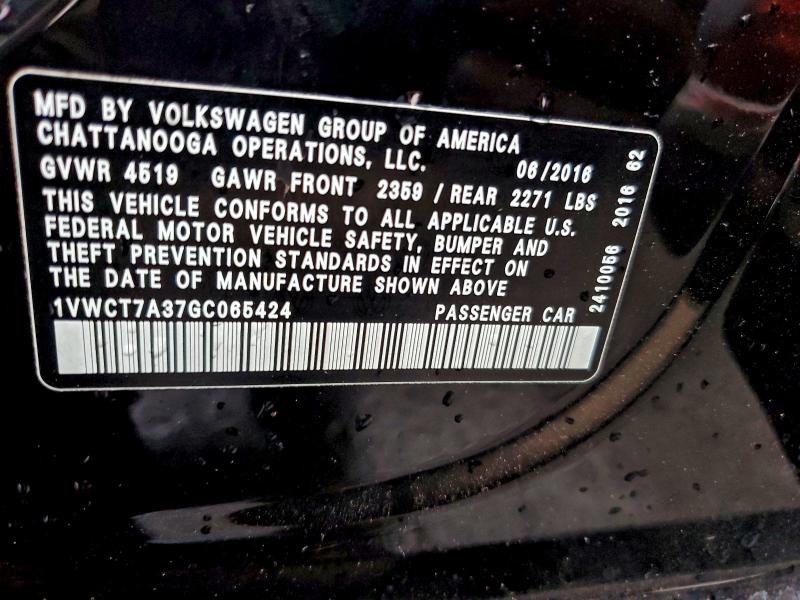 MFD BY VOLKSWAGEN GROUP OF AMERICA
CHATTANOOGA OPERATIONS, LLC. 06/2016
GVWR 4519 GAWR FRONT 2359 / REAR 2271 LBS
THIS VEHICLE CONFORMS TO ALL APPLICABLE U.S.
FEDERAL MOTOR VEHICLE SAFETY, BUMPER AND
THEFT PREVENTION STANDARDS IN EFFECT ON
THE DATE OF MANUFACTURE SHOWN ABOVE
1VWCT7A37GC065424 PASSENGER CAR
2410056 2016 62